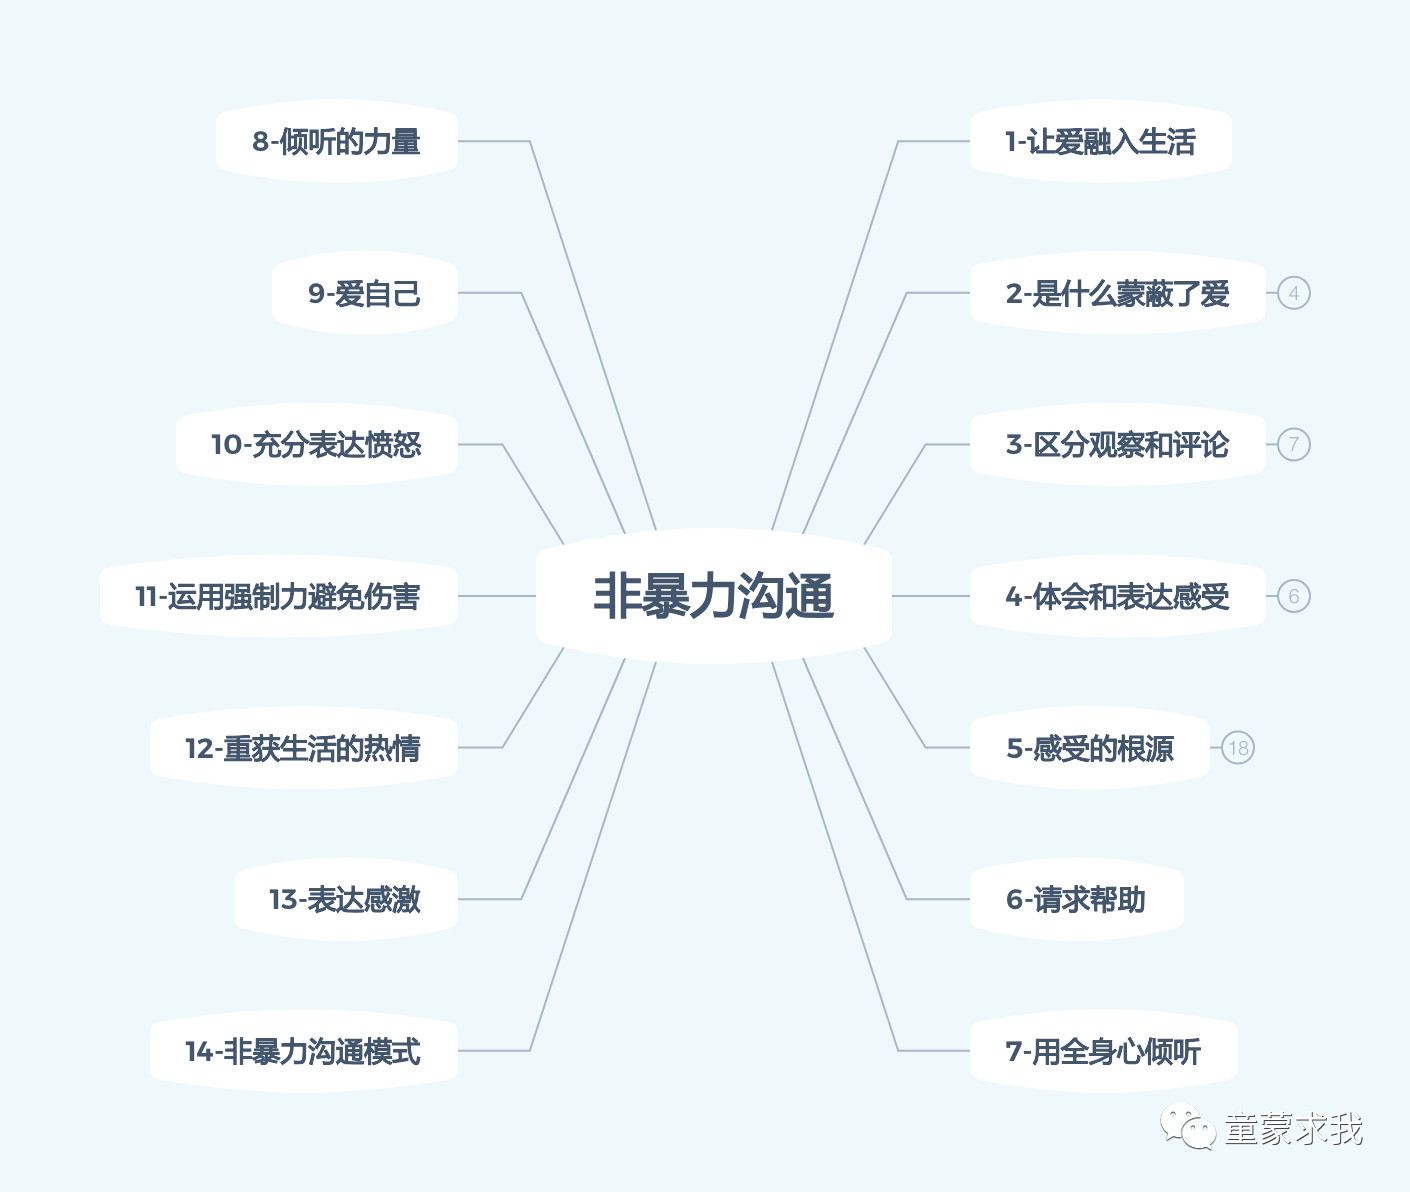 非暴力沟通
1-让爱融入生活
2-是什么蒙蔽了爱
4
3-区分观察和评论
7
4-体会和表达感受
6
5-感受的根源
18
6-请求帮助
7-用全身心倾听
8-倾听的力量
9-爱自己
10-充分表达愤怒
11-运用强制力避免伤害
12-重获生活的热情
13-表达感激
14-非暴力沟通模式
童蒙求我